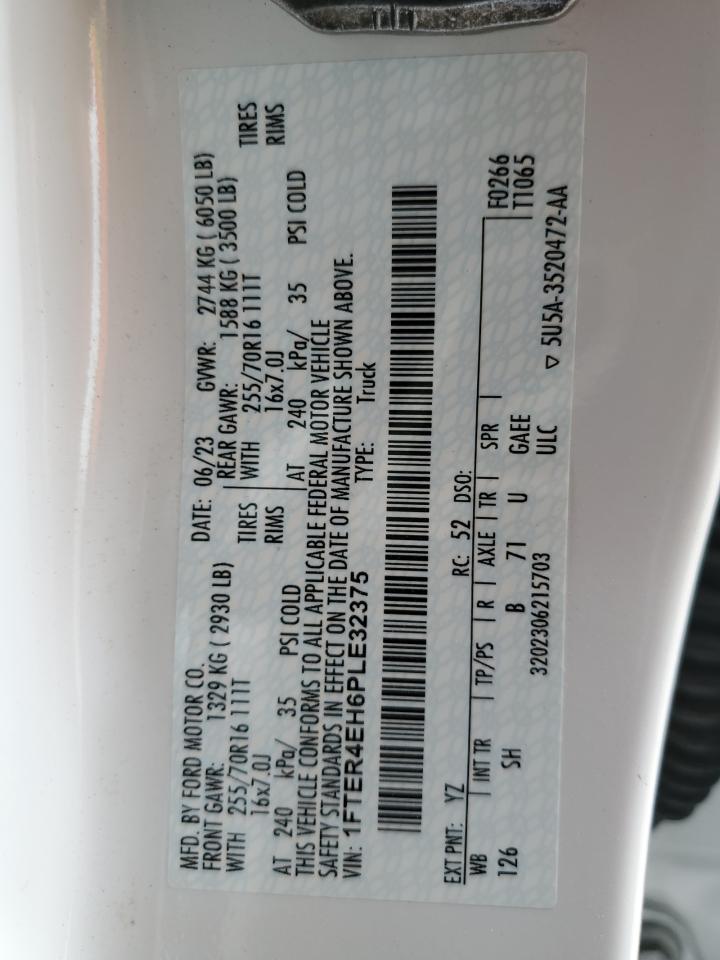 MFD. BY FORD MOTOR CO. DATE: 06/23 GVWR: 2744 KG ( 6050 LB)
FRONT GAWR: 1329 KG ( 2930 LB) REAR GAWR: 1588 KG ( 3500 LB)
WITH 255/70R16 111T TIRES WITH 255/70R16 111T TIRES
16x7.0J RIMS 16x7.0J RIMS
AT 240 kPa/ 35 PSI COLD AT 240 kPa/ 35 PSI COLD
THIS VEHICLE CONFORMS TO ALL APPLICABLE FEDERAL MOTOR VEHICLE
SAFETY STANDARDS IN EFFECT ON THE DATE OF MANUFACTURE SHOWN ABOVE.
VIN: 1FTER4EH6PLE32375 TYPE: Truck
EXT PNT: YZ RC: 52 DSO:
WB INT TR TP/PS R AXLE TR SPR F0266
126 SH B 71 U GAEE T1065
ULC
3202306215703 ▽ 5U5A-3520472-AA